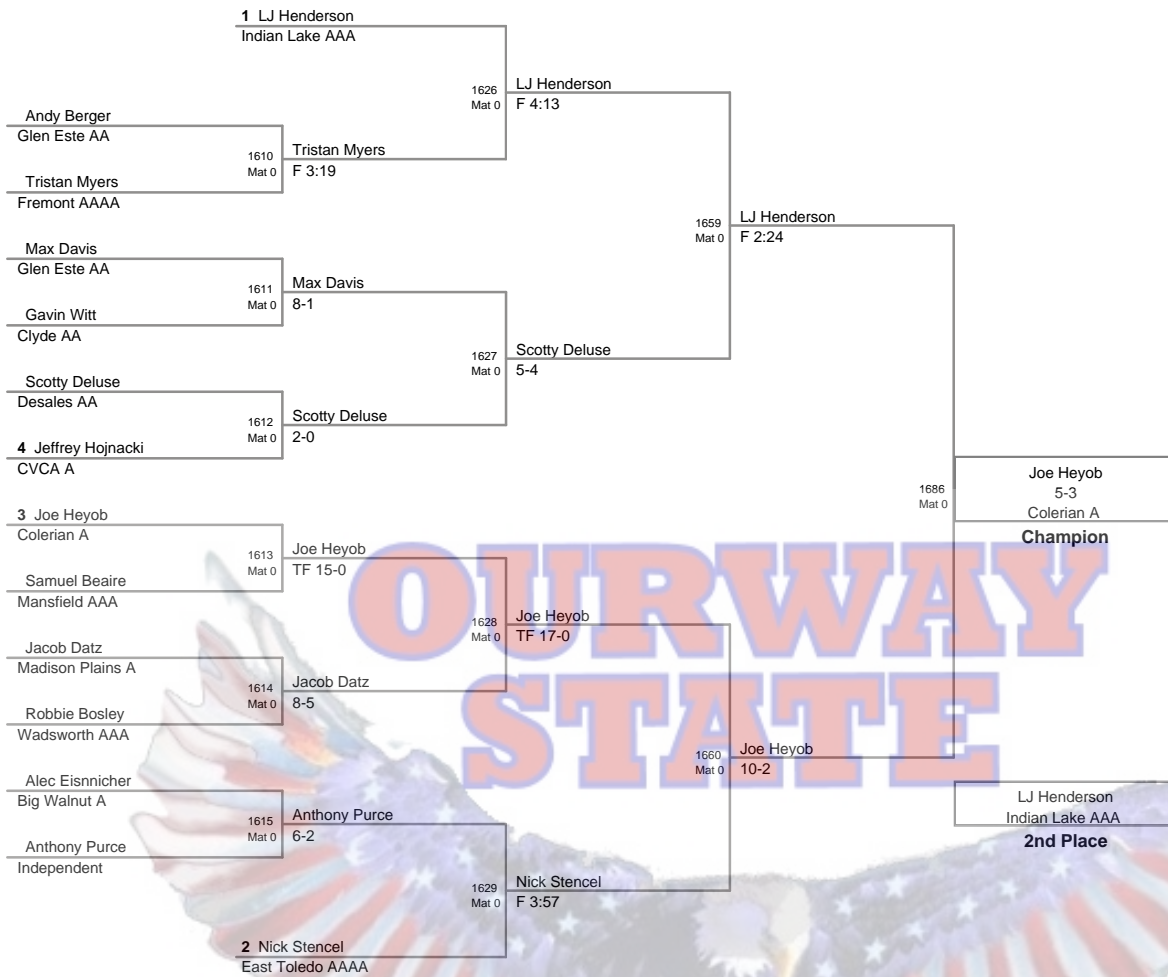 1 LJ Henderson
Indian Lake AAA
1626
Mat 0
LJ Henderson
F 4:13
Andy Berger
Glen Este AA
1610
Mat 0
Tristan Myers
F 3:19
Tristan Myers
Fremont AAAA
1659
Mat 0
LJ Henderson
F 2:24
Max Davis
Glen Este AA
1611
Mat 0
Max Davis
8-1
Gavin Witt
Clyde AA
1627
Mat 0
Scotty Deluse
5-4
Scotty Deluse
Desales AA
1612
Mat 0
Scotty Deluse
2-0
4 Jeffrey Hojnacki
CVCA A
1686
Mat 0
Joe Heyob
5-3
Colerian A
Champion
3 Joe Heyob
Colerian A
1613
Mat 0
Joe Heyob
TF 15-0
Samuel Beaire
Mansfield AAA
OURWAY
STATE
1628
Mat 0
Joe Heyob
TF 17-0
Jacob Datz
Madison Plains A
1614
Mat 0
Jacob Datz
8-5
Robbie Bosley
Wadsworth AAA
1660
Mat 0
Joe Heyob
10-2
Alec Eisnnicher
Big Walnut A
1615
Mat 0
Anthony Purce
6-2
Anthony Purce
Independent
LJ Henderson
Indian Lake AAA
2nd Place
1629
Mat 0
Nick Stencel
F 3:57
2 Nick Stencel
East Toledo AAAA